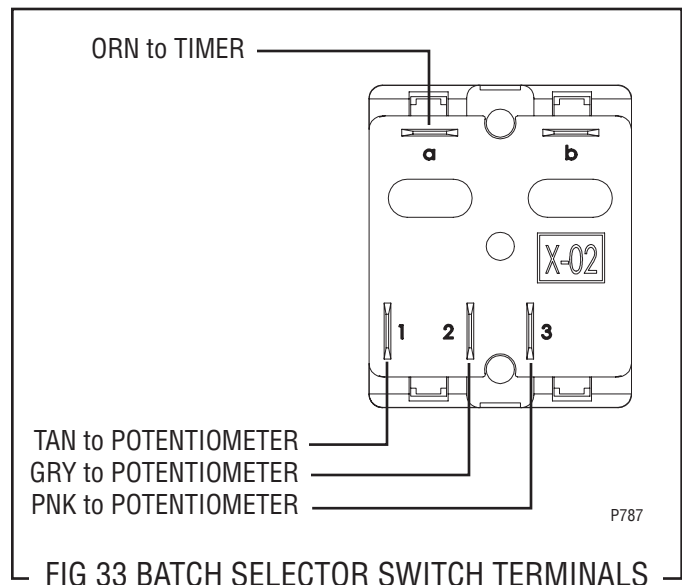 ORN to TIMER
a
b
X-02
1
2
3
TAN to POTENTIOMETER
GRY to POTENTIOMETER
PNK to POTENTIOMETER
P787
FIG 33 BATCH SELECTOR SWITCH TERMINALS